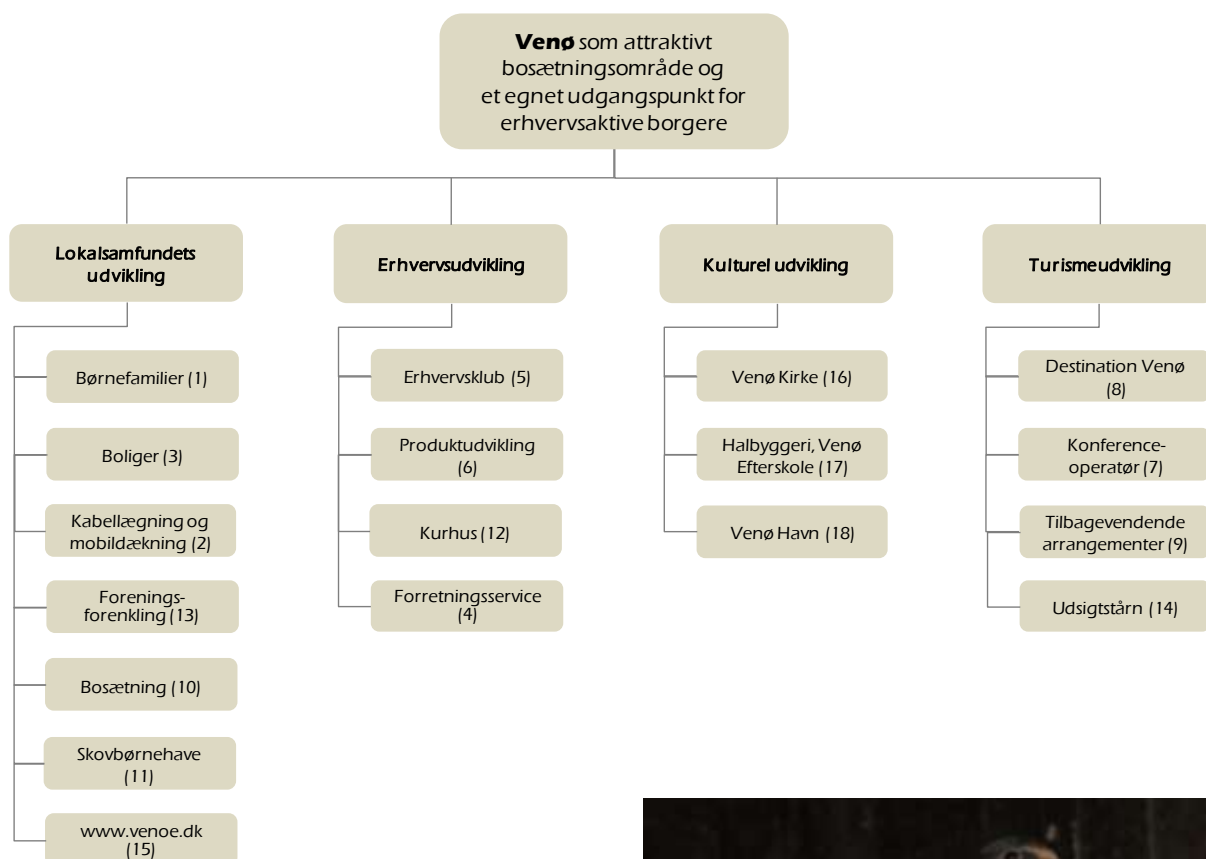 Venø som attraktivt
bosætningsområde og
et egnet udgangspunkt for
erhvervsaktive borgere
Lokalsamfundets
udvikling
Børnefamilier (1)
Boliger (3)
Kabellægning og
mobildækning (2)
Forenings-
forenkling (13)
Bosætning (10)
Skovbørnehave
(11)
www.venoe.dk
(15)
Erhvervsudvikling
Erhvervsklub (5)
Produktudvikling
(6)
Kurhus (12)
Forretningsservice
(4)
Kulturel udvikling
Venø Kirke (16)
Halbyggeri, Venø
Efterskole (17)
Venø Havn (18)
Turismeudvikling
Destination Venø
(8)
Konference-
operatør (7)
Tilbagevendende
arrangementer (9)
Udsigtstårn (14)